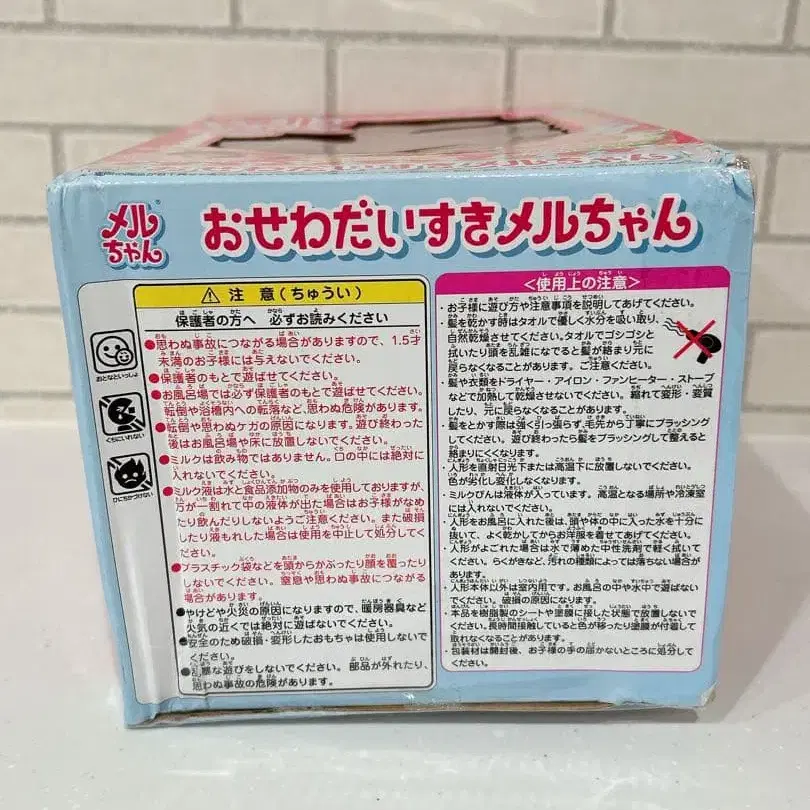 メルちゃん
おせわだいすきメルちゃん
おとなといっしょ
くちにいれない
ひにちかづけない
⚠ 注意(ちゅうい)
保護者の方へ 必ずお読みください
●思わぬ事故につながる場合がありますので、1.5才
未満のお子様には与えないでください。
●保護者のもとで遊ばせてください。
●お風呂場では必ず保護者のもとで遊ばせてください。
転倒や浴槽内への転落など、思わぬ危険があります。
●転倒や思わぬケガの原因になります。遊び終わった
後はお風呂場や床に放置しないでください。
●ミルクは飲み物ではありません。口の中には絶対に
入れないでください。
●ミルク液は水と食品添加物のみを使用しておりますが、
万が一割れて中の液体が出た場合はお子様がなめ
たり飲んだりしないようご注意ください。また破損
したり液もれした場合は使用を中止して処分してく
ださい。
●プラスチック袋などを頭からかぶったり顔を覆ったり
しないでください。窒息や思わぬ事故につながる
場合があります。
●やけどや火災の原因になりますので、暖房器具など
火気の近くでは絶対に遊ばないでください。
●安全のため破損・変形したおもちゃは使用しないで
ください。
●乱暴な遊びをしないでください。部品が外れたり、
思わぬ事故の危険があります。
<使用上の注意>
・お子様に遊び方や注意事項を説明してあげてください。
・髪を乾かす時はタオルで優しく水分を吸い取り、
自然乾燥させてください。タオルでゴシゴシと
拭いたり頭を乱雑になでると髪が絡まり元に
戻らなくなることがあります。ご注意ください。
・髪や衣類をドライヤー・アイロン・ファンヒーター・ストーブ
などで加熱して乾燥させないでください。縮れて変形・変質
したり、元に戻らなくなることがあります。
・髪をとかす際は強く引っ張らず、毛先から丁寧にブラッシング
してください。遊び終わったら髪をブラッシングして整えると
絡まりにくくなります。
・人形を直射日光下または高温下に放置しないでください。
色が劣化し変化しなくなります。
・ミルクびんは液体が入っています。高温となる場所や冷凍室
には入れないでください。
・人形をお風呂に入れた後は、頭や体の中に入った水を十分に
抜いて、よく乾かしてからお洋服を着せてあげてください。
・人形がよごれた場合は水で薄めた中性洗剤で軽く拭いて
ください。らくがきなど、汚れの種類によっては落ちない場合が
あります。
・人形本体以外は室内用です。お風呂の中や水中で遊ばない
でください。破損の原因になります。
・本品を樹脂製のシートや塗膜に接した状態で放置しないで
ください。長時間接触していると色が移ったり塗膜が付着して
取れなくなることがあります。
・包装材は開封後、お子様の手の届かないところに処分して
ください。